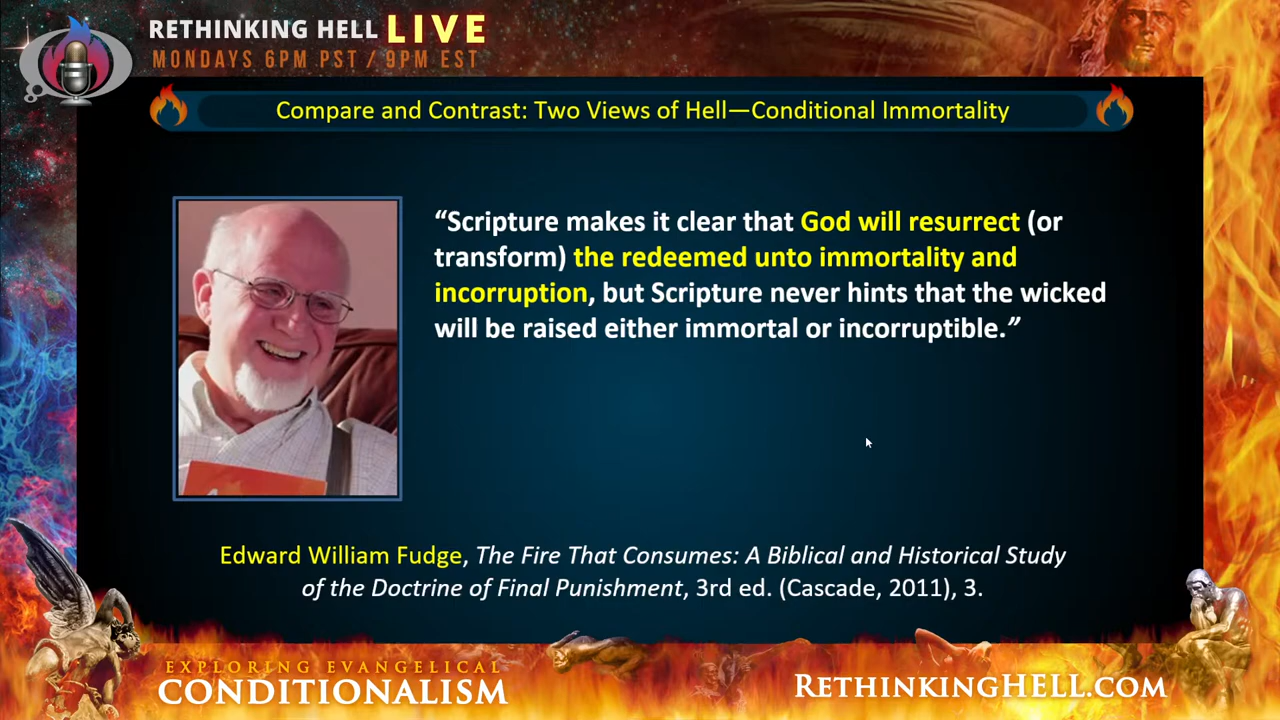 RETHINKING HELL LIVE
MONDAYS 6PM PST / 9PM EST
Compare and Contrast: Two Views of Hell—Conditional Immortality
“Scripture makes it clear that God will resurrect (or
transform) the redeemed unto immortality and
incorruption, but Scripture never hints that the wicked
will be raised either immortal or incorruptible.”
Edward William Fudge, The Fire That Consumes: A Biblical and Historical Study
of the Doctrine of Final Punishment, 3rd ed. (Cascade, 2011), 3.
EXPLORING EVANGELICAL
CONDITIONALISM
RETHINKINGHELL.COM